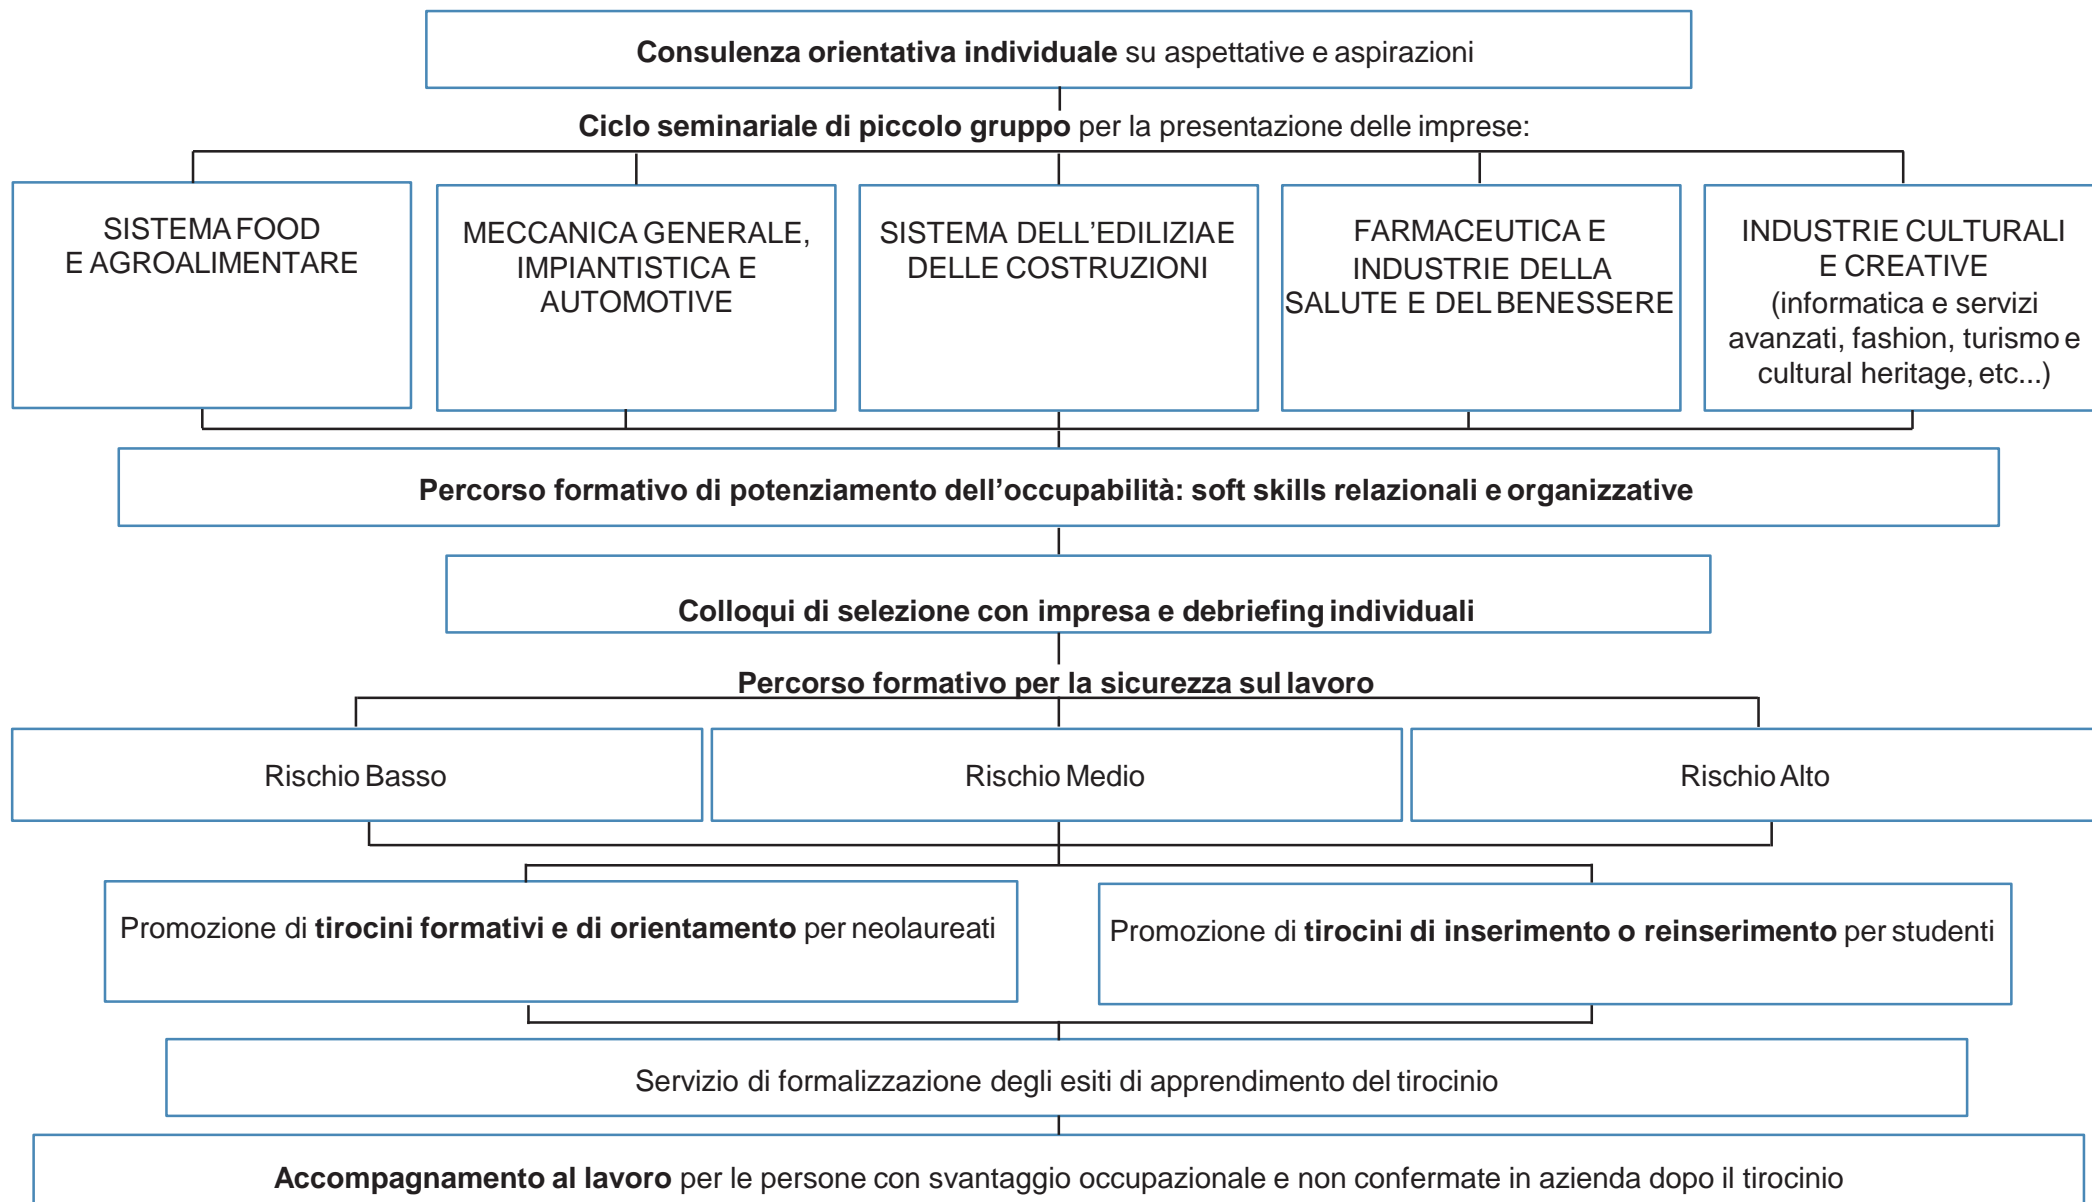 Consulenza orientativa individuale su aspettative e aspirazioni
Ciclo seminariale di piccolo gruppo per la presentazione delle imprese:
SISTEMA FOOD
E AGROALIMENTARE
MECCANICA GENERALE,
IMPIANTISTICA E
AUTOMOTIVE
SISTEMA DELL’EDILIZIA E
DELLE COSTRUZIONI
FARMACEUTICA E
INDUSTRIE DELLA
SALUTE E DEL BENESSERE
INDUSTRIE CULTURALI
E CREATIVE
(informatica e servizi
avanzati, fashion, turismo e
cultural heritage, etc...)
Percorso formativo di potenziamento dell’occupabilità: soft skills relazionali e organizzative
Colloqui di selezione con impresa e debriefing individuali
Percorso formativo per la sicurezza sul lavoro
Rischio Basso
Rischio Medio
Rischio Alto
Promozione di tirocini formativi e di orientamento per neolaureati
Promozione di tirocini di inserimento o reinserimento per studenti
Servizio di formalizzazione degli esiti di apprendimento del tirocinio
Accompagnamento al lavoro per le persone con svantaggio occupazionale e non confermate in azienda dopo il tirocinio